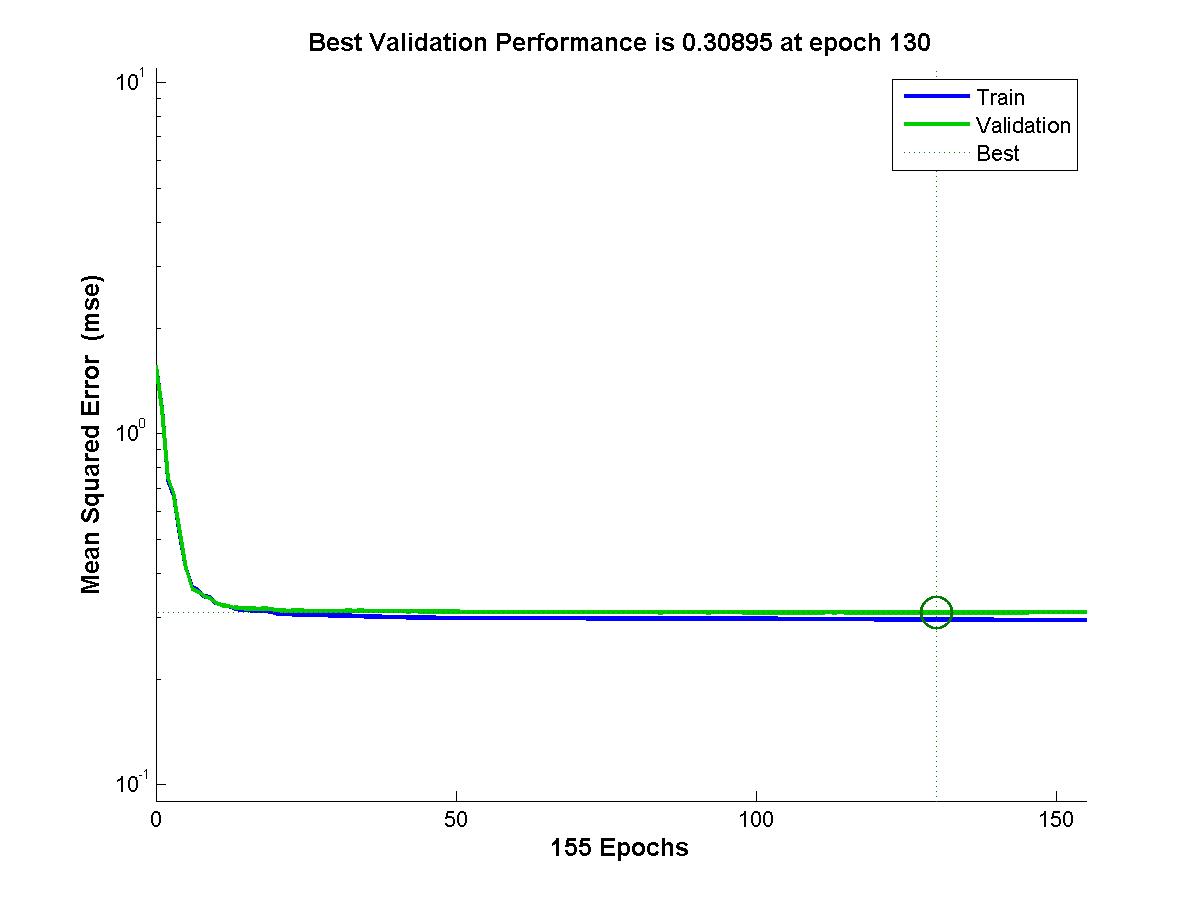 Best Validation Performance is 0.30895 at epoch 130
10^1
Train
Validation
Best
Mean Squared Error (mse)
10^0
10^-1
0 50 100 150
155 Epochs